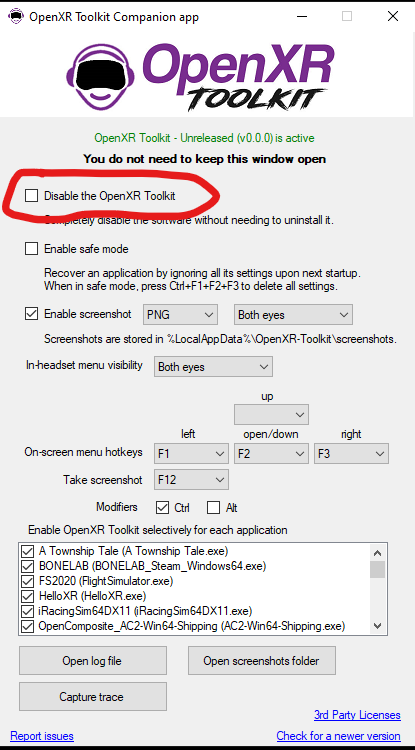 OpenXR Toolkit Companion app
OpenXR
TOOLKIT
OpenXR Toolkit - Unreleased (v0.0.0) is active
You do not need to keep this window open
Disable the OpenXR Toolkit
Completely disable the software without needing to uninstall it.
Enable safe mode
Recover an application by ignoring all its settings upon next startup.
When in safe mode, press Ctrl+F1+F2+F3 to delete all settings.
Enable screenshot PNG Both eyes
Screenshots are stored in %LocalAppData%\OpenXR-Toolkit\screenshots.
In-headset menu visibility Both eyes
up
left open/down right
On-screen menu hotkeys F1 F2 F3
Take screenshot F12
Modifiers Ctrl Alt
Enable OpenXR Toolkit selectively for each application
A Township Tale (A Township Tale.exe)
BONELAB (BONELAB_Steam_Windows64.exe)
FS2020 (FlightSimulator.exe)
HelloXR (HelloXR.exe)
iRacingSim64DX11 (iRacingSim64DX11.exe)
OpenComposite_AC2-Win64-Shipping (AC2-Win64-Shipping.exe)
Open log file Open screenshots folder
Capture trace
3rd Party Licenses
Report issues Check for a newer version